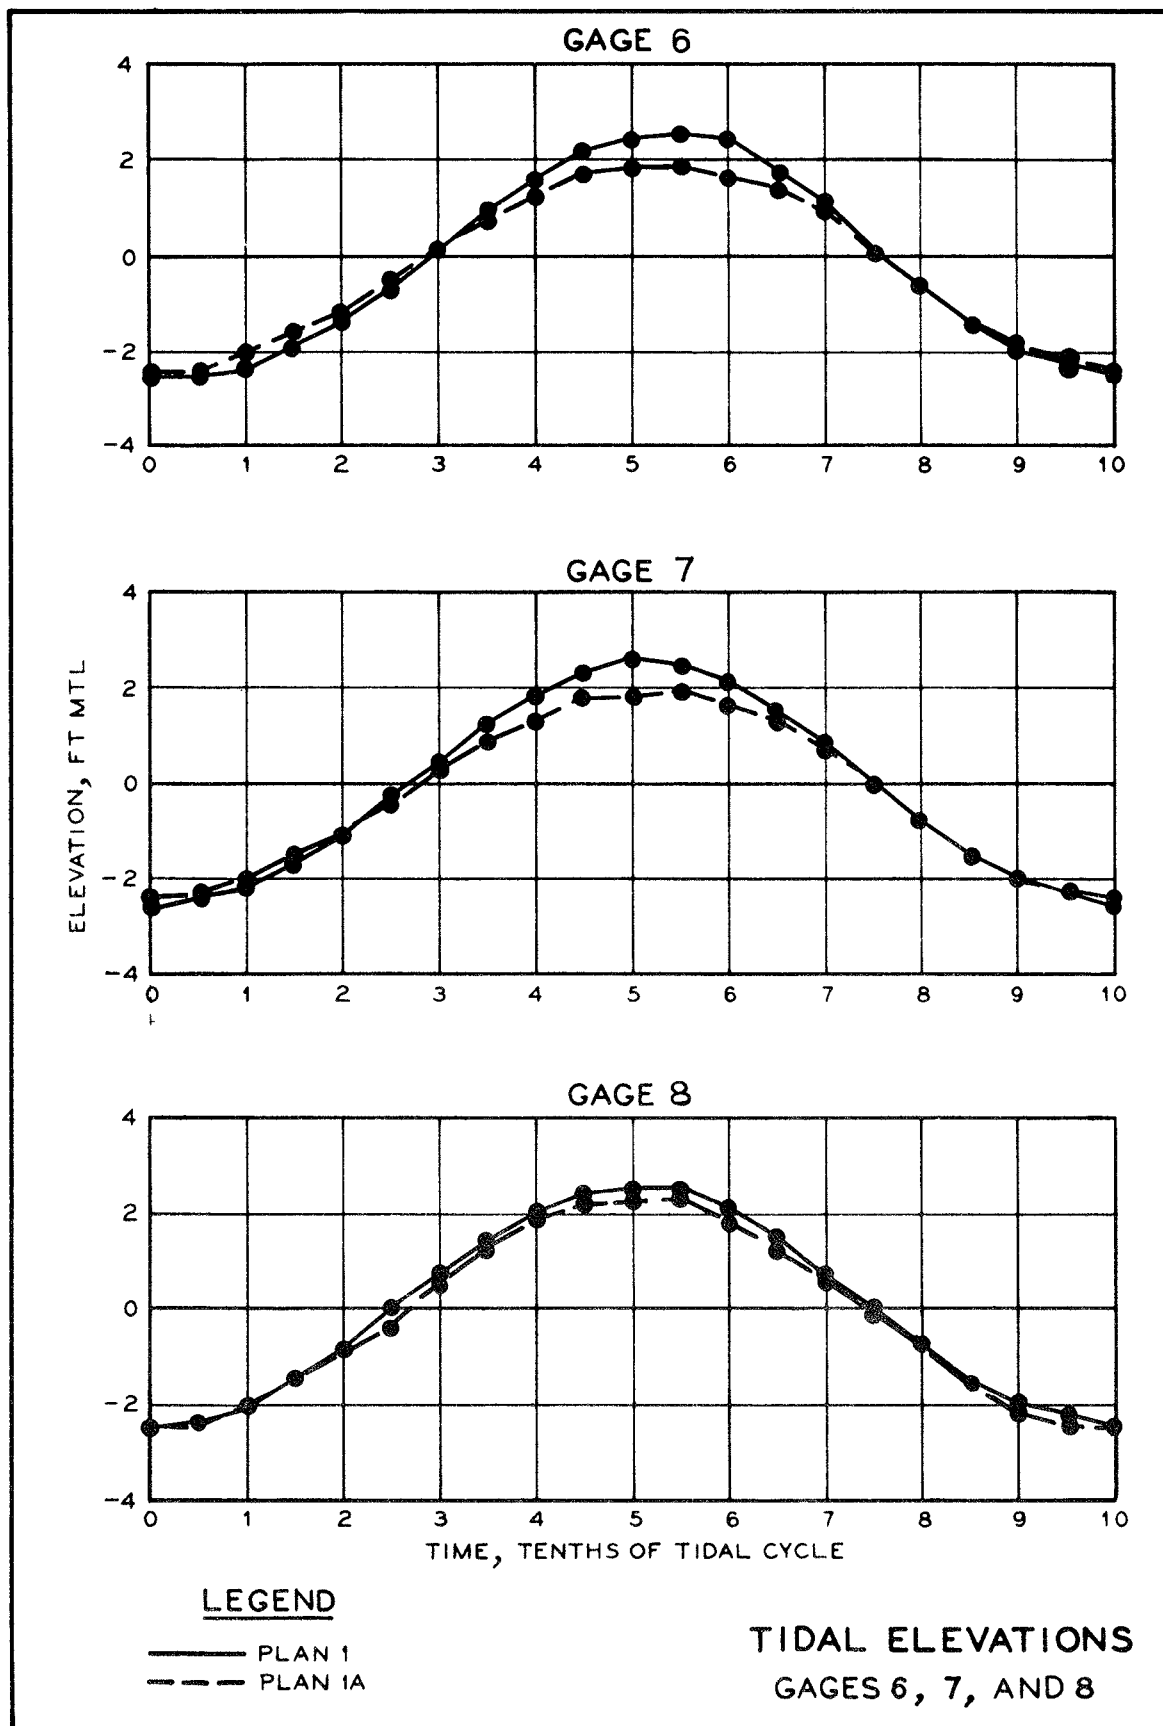 GAGE 6
4
2
0
-2
-4
0 1 2 3 4 5 6 7 8 9 10
GAGE 7
4
2
0
-2
-4
0 1 2 3 4 5 6 7 8 9 10
ELEVATION, FT MTL
GAGE 8
4
2
0
-2
-4
0 1 2 3 4 5 6 7 8 9 10
TIME, TENTHS OF TIDAL CYCLE
LEGEND
PLAN 1
PLAN 1A
TIDAL ELEVATIONS
GAGES 6, 7, AND 8